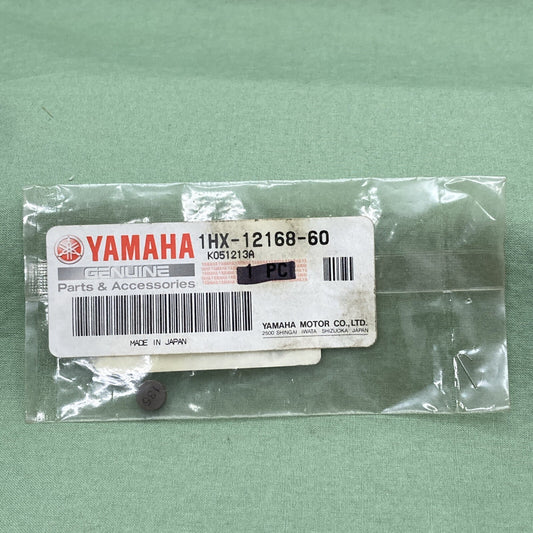 YAMAHA 1HX-12168-60
K051213A
GENUINE
Parts & Accessories
1 PC
YAMAHA MOTOR CO., LTD.
2500 SHINGAI IWATA SHIZUOKA JAPAN
MADE IN JAPAN